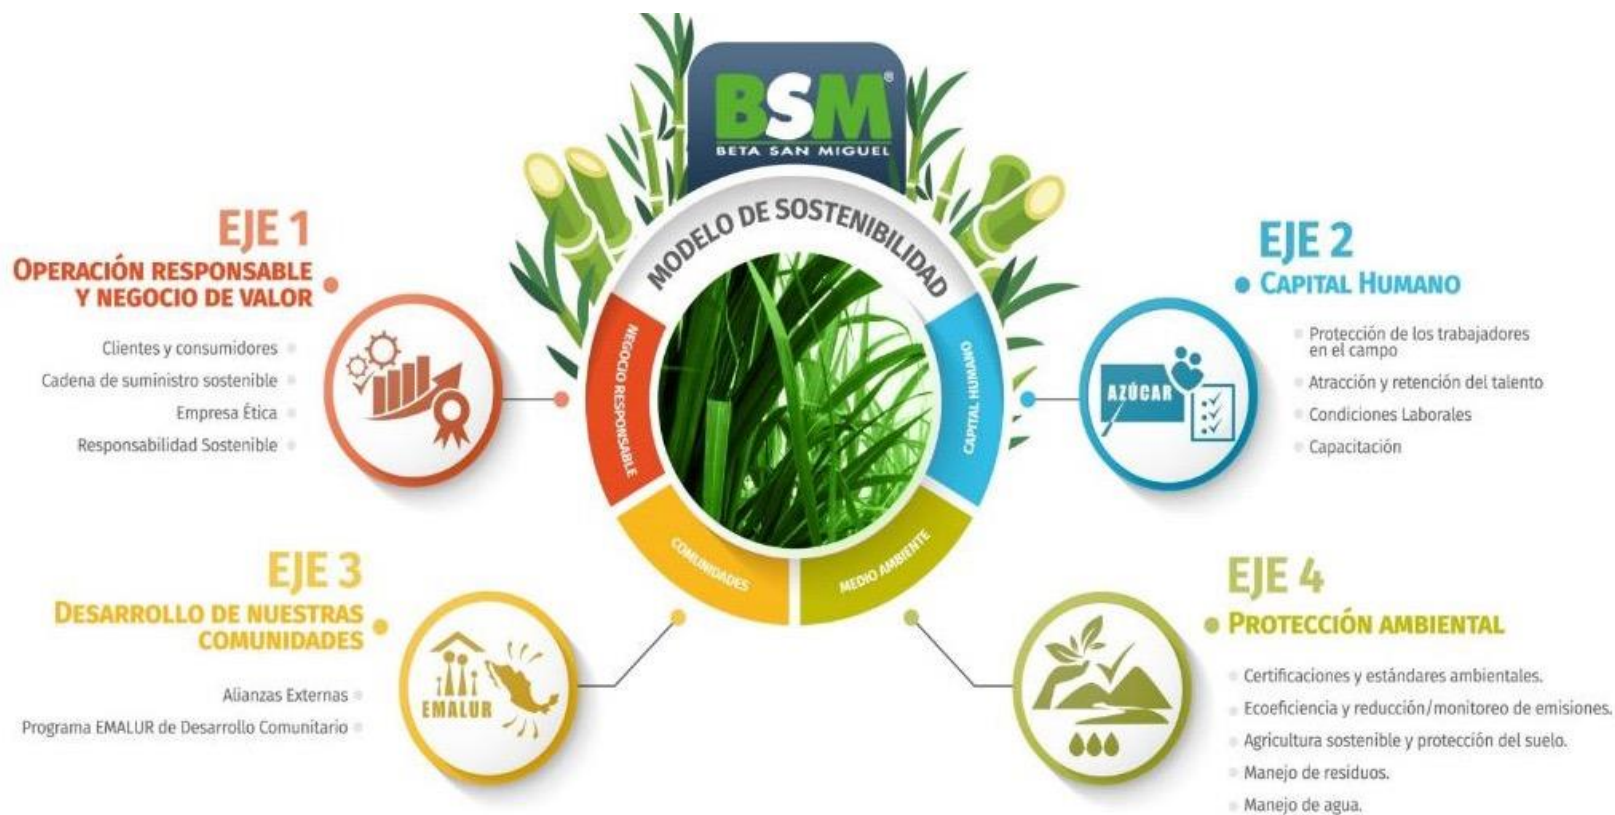 BSM®
BETA SAN MIGUEL
MODELO DE SOSTENIBILIDAD
NEGOCIO RESPONSABLE
CAPITAL HUMANO
COMUNIDADES
MEDIO AMBIENTE
EJE 1
OPERACIÓN RESPONSABLE
Y NEGOCIO DE VALOR
Clientes y consumidores
Cadena de suministro sostenible
Empresa Ética
Responsabilidad Sostenible
EJE 2
CAPITAL HUMANO
AZÚCAR
Protección de los trabajadores
en el campo
Atracción y retención del talento
Condiciones Laborales
Capacitación
EJE 3
DESARROLLO DE NUESTRAS
COMUNIDADES
EMALUR
Alianzas Externas
Programa EMALUR de Desarrollo Comunitario
EJE 4
PROTECCIÓN AMBIENTAL
Certificaciones y estándares ambientales.
Ecoeficiencia y reducción/monitoreo de emisiones.
Agricultura sostenible y protección del suelo.
Manejo de residuos.
Manejo de agua.